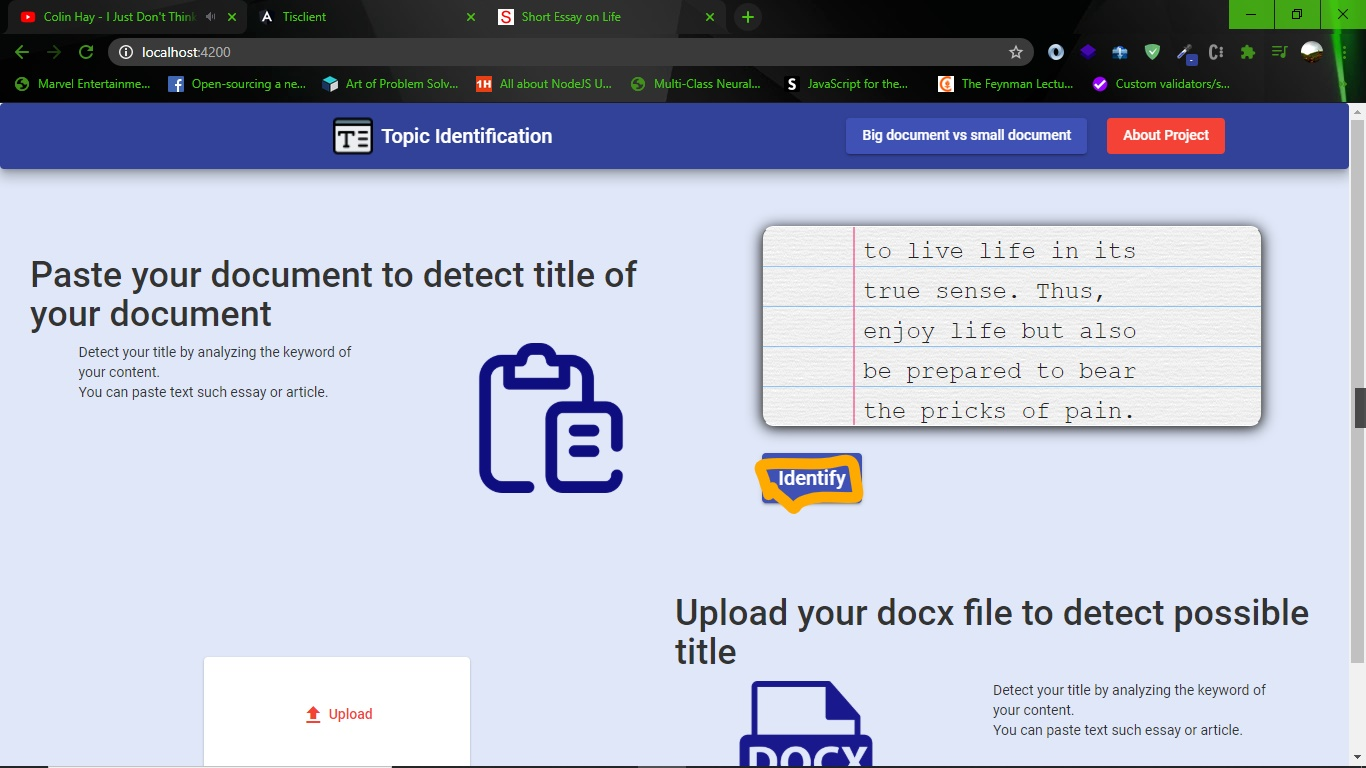 Colin Hay - I Just Don't Think
Tisclient
Short Essay on Life
localhost:4200
Marvel Entertainme...
Open-sourcing a ne...
Art of Problem Solv...
1H All about NodeJS U...
Multi-Class Neural...
S JavaScript for the...
The Feynman Lectu...
Custom validators/s...
Topic Identification
Big document vs small document
About Project
to live life in its
true sense. Thus,
enjoy life but also
be prepared to bear
the pricks of pain.
Paste your document to detect title of
your document
Detect your title by analyzing the keyword of
your content.
You can paste text such essay or article.
Identify
Upload your docx file to detect possible
title
Upload
DOCX
Detect your title by analyzing the keyword of
your content.
You can paste text such essay or article.